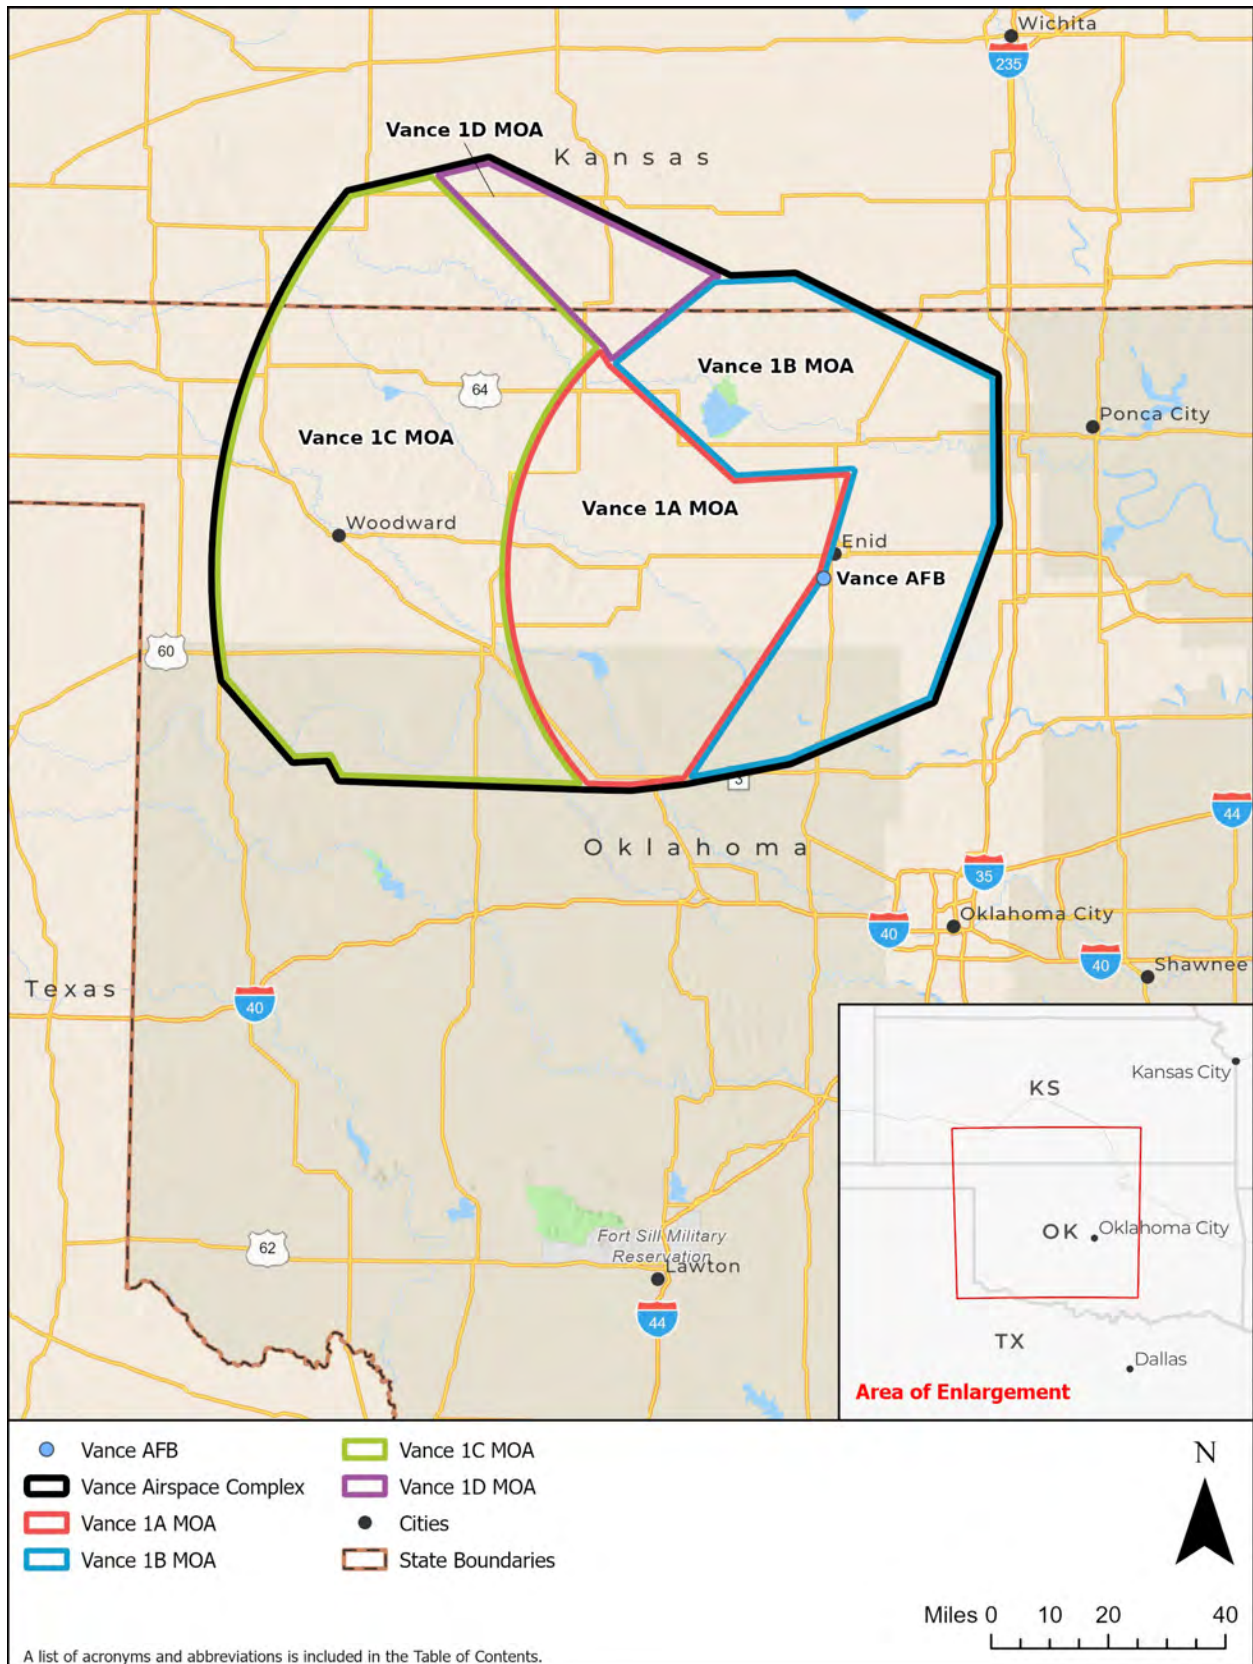 Wichita
235
Vance 1D MOA
Kansas
Vance 1B MOA
64
Ponca City
Vance 1C MOA
Vance 1A MOA
Woodward
Enid
Vance AFB
60
3
44
Oklahoma
35
Oklahoma City
40
40
Shawnee
Texas
40
Kansas City
KS
OK
Oklahoma City
Fort Sill Military
Reservation
62
Lawton
44
TX
Dallas
Area of Enlargement
Vance AFB
Vance Airspace Complex
Vance 1A MOA
Vance 1B MOA
Vance 1C MOA
Vance 1D MOA
Cities
State Boundaries
N
Miles 0 10 20 40
A list of acronyms and abbreviations is included in the Table of Contents.